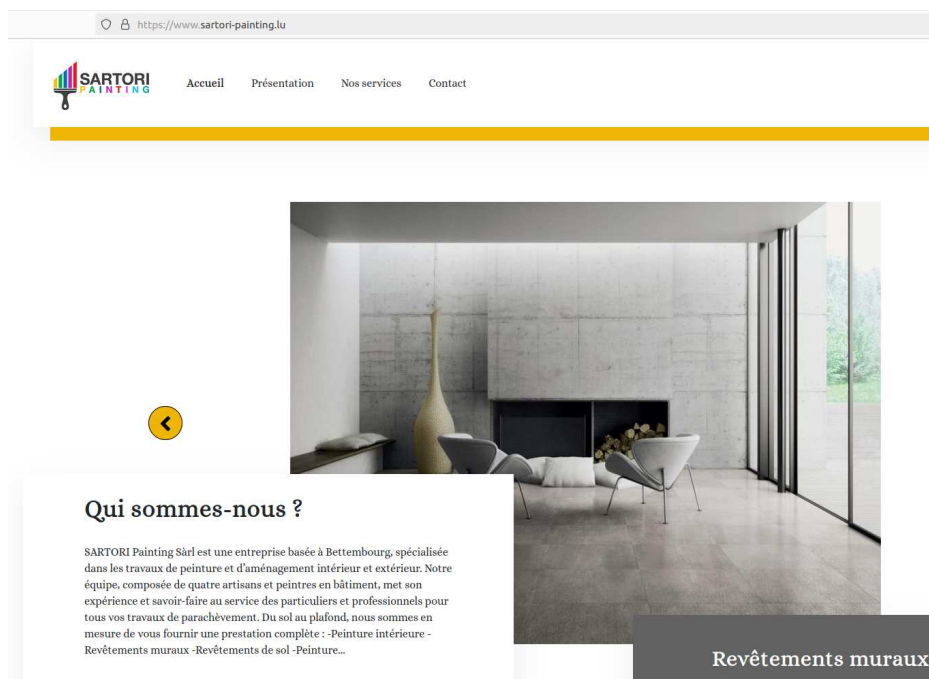 https://www.sartori-painting.lu
SARTORI
PAINTING
Accueil Présentation Nos services Contact
Qui sommes-nous ?
SARTORI Painting Sàrl est une entreprise basée à Bettembourg, spécialisée
dans les travaux de peinture et d’aménagement intérieur et extérieur. Notre
équipe, composée de quatre artisans et peintres en bâtiment, met son
expérience et savoir-faire au service des particuliers et professionnels pour
tous vos travaux de parachèvement. Du sol au plafond, nous sommes en
mesure de vous fournir une prestation complète : -Peinture intérieure -
Revêtements muraux -Revêtements de sol -Peinture...
Revêtements muraux